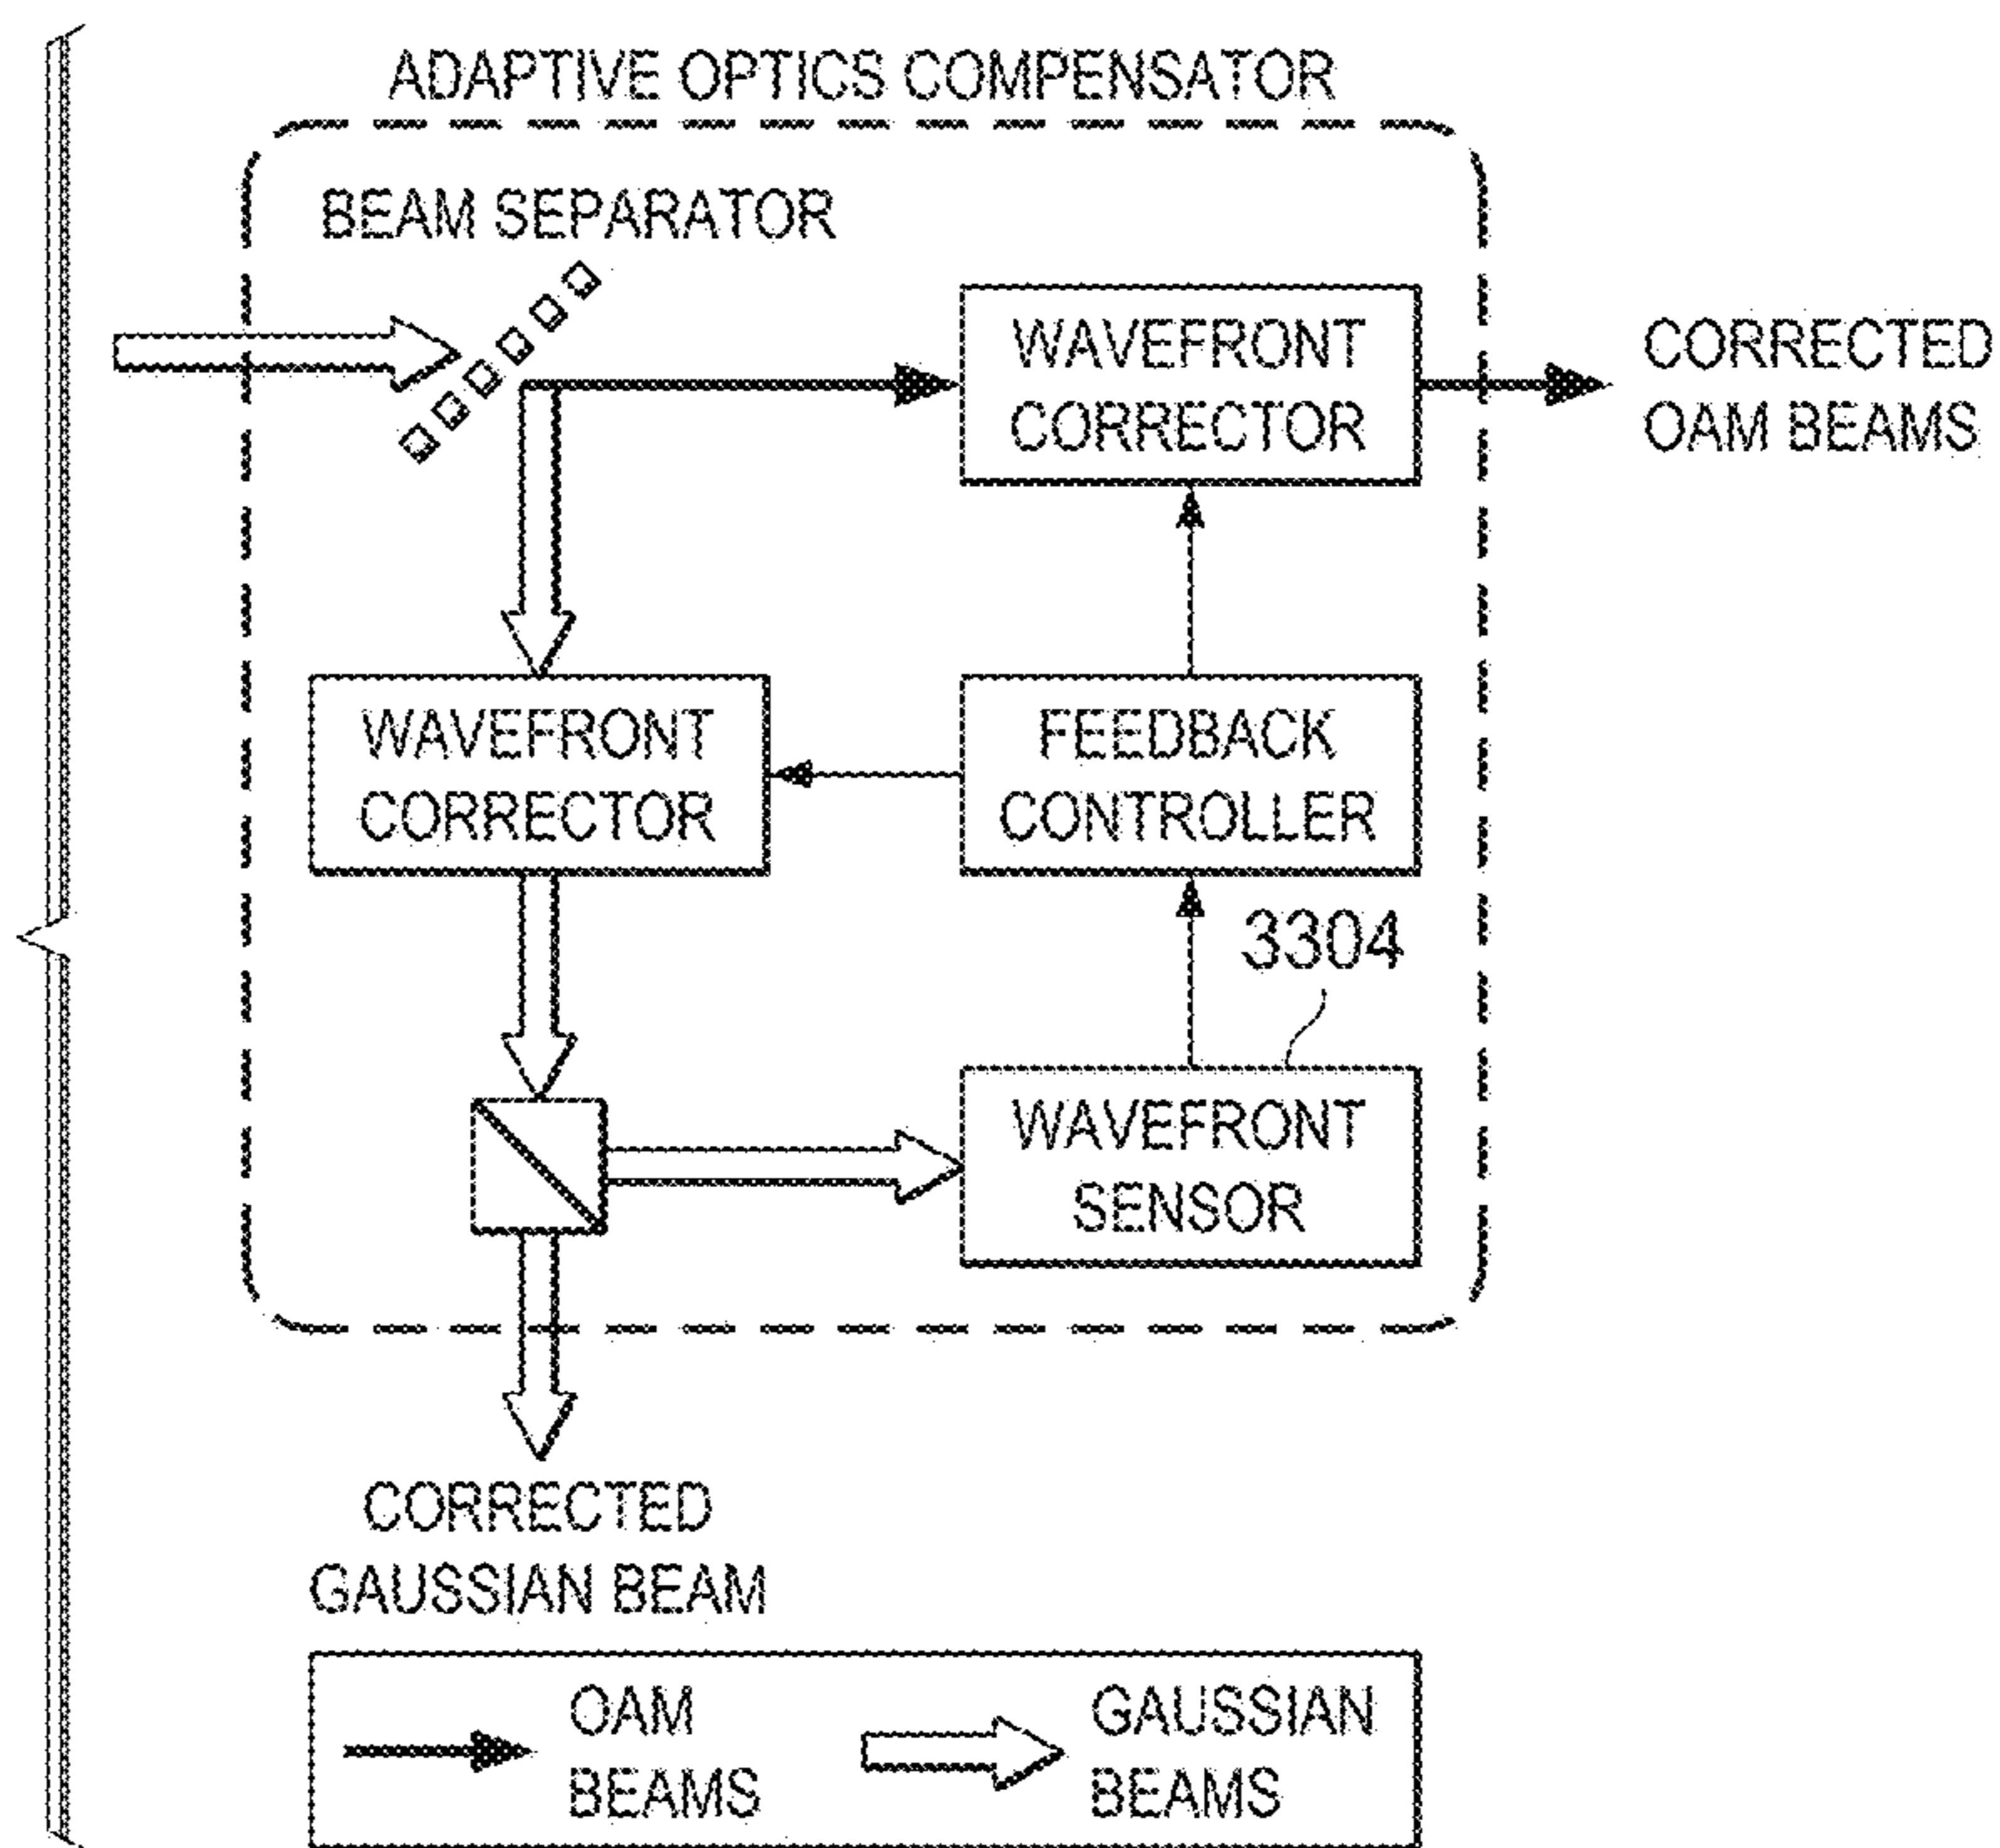 ADAPTIVE OPTICS COMPENSATOR
BEAM SEPARATOR
WAVEFRONT
CORRECTOR
CORRECTED
OAM BEAMS
WAVEFRONT
CORRECTOR
FEEDBACK
CONTROLLER
3304
WAVEFRONT
SENSOR
CORRECTED
GAUSSIAN BEAM
OAM
BEAMS
GAUSSIAN
BEAMS